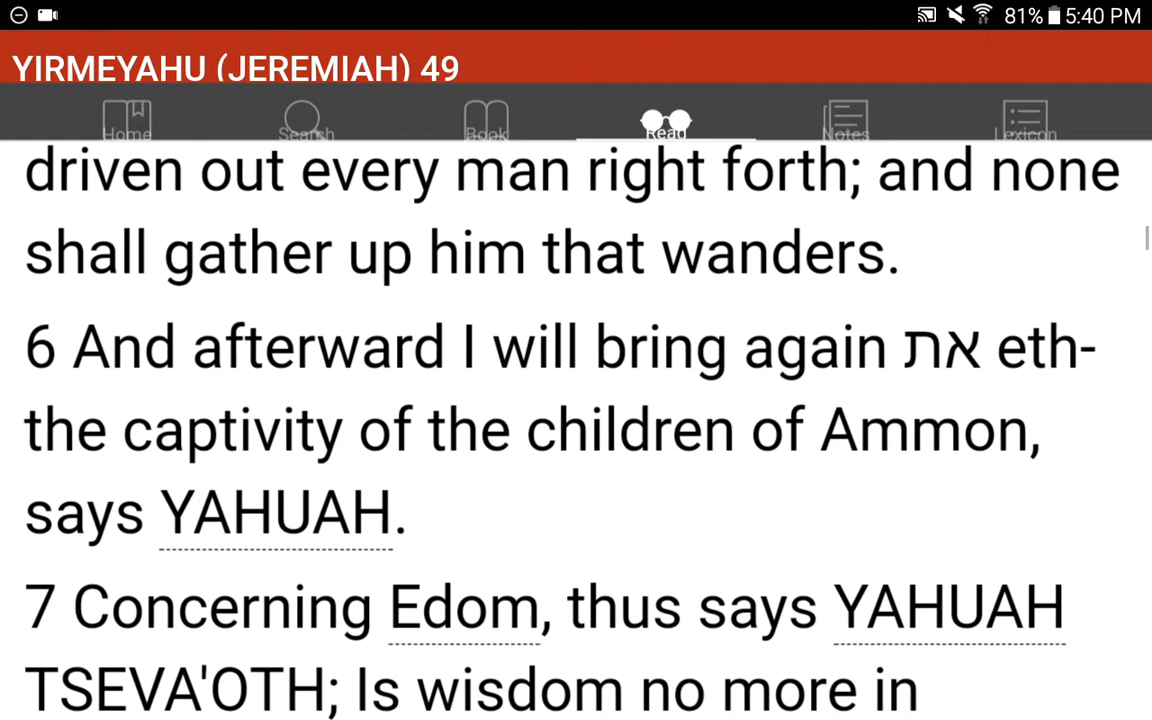 81% 5:40 PM
YIRMEYAHU (JEREMIAH) 49
Home Search Book Read Notes Lexicon
driven out every man right forth; and none
shall gather up him that wanders.
6 And afterward I will bring again את eth-
the captivity of the children of Ammon,
says YAHUAH.
7 Concerning Edom, thus says YAHUAH
TSEVA'OTH; Is wisdom no more in